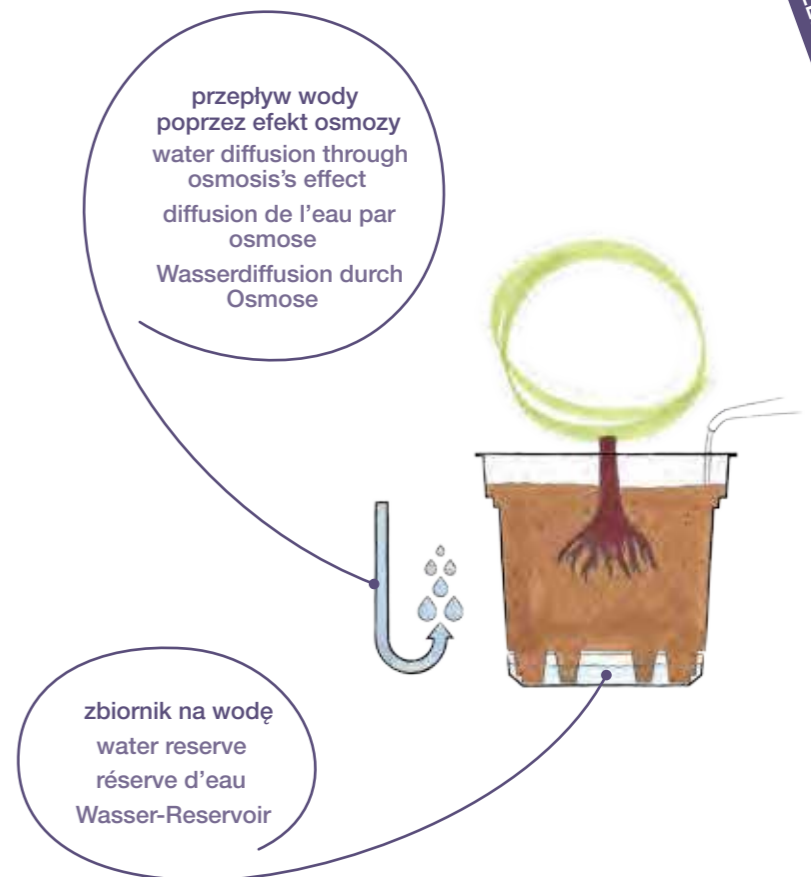 przepływ wody
poprzez efekt osmozy
water diffusion through
osmosis's effect
diffusion de l'eau par
osmose
Wasserdiffusion durch
Osmose
zbiornik na wodę
water reserve
réserve d'eau
Wasser-Reservoir